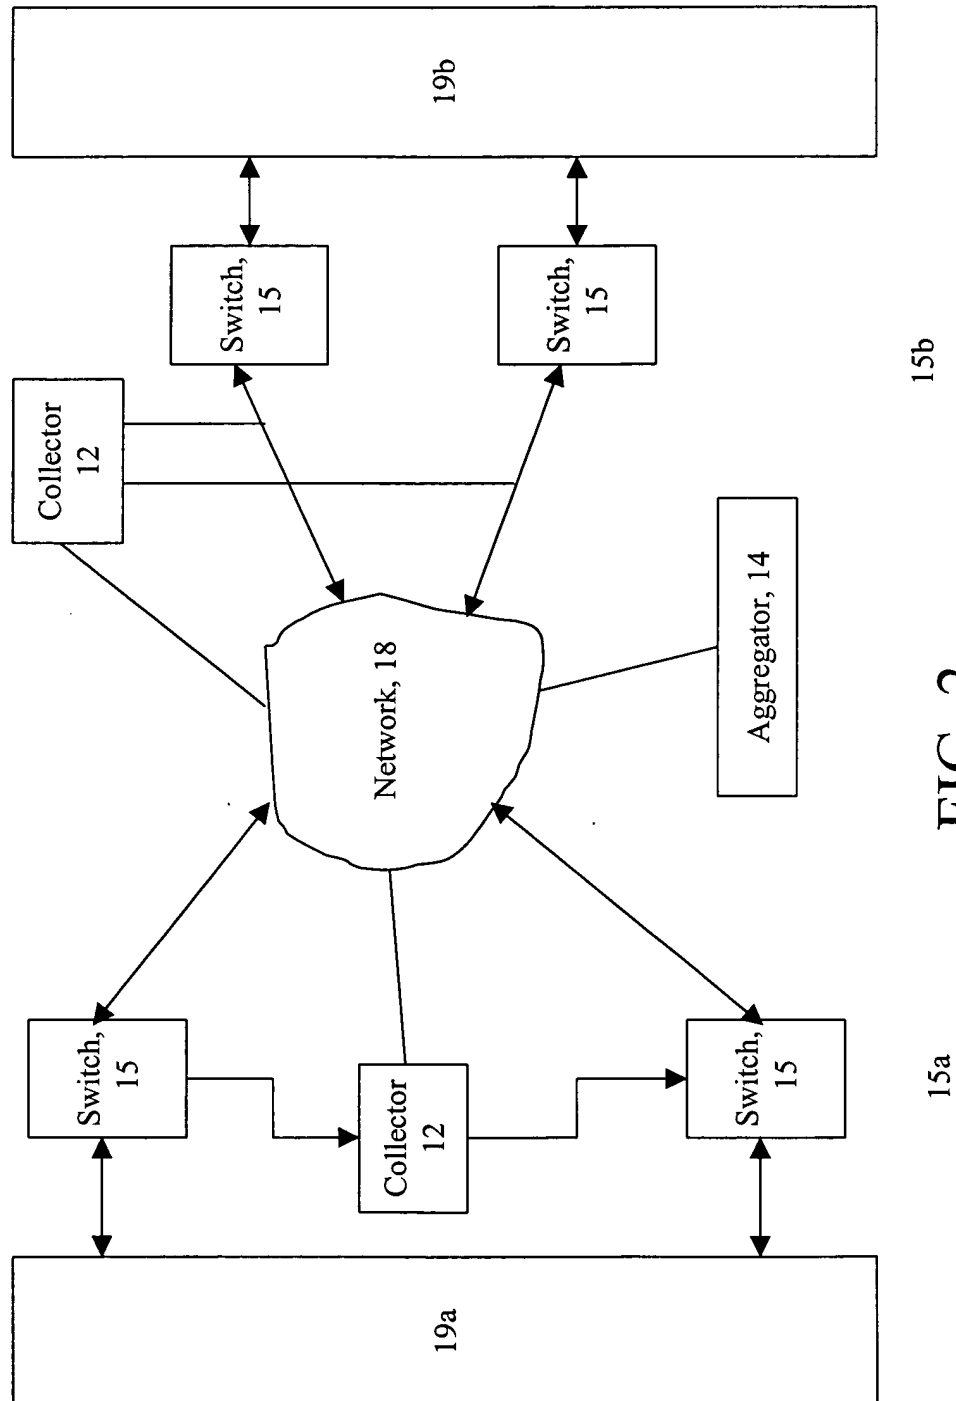 19a
Switch,
15
Collector
12
Switch,
15
Network, 18
Aggregator, 14
Collector
12
Switch,
15
Switch,
15
19b
15a
15b
FIG. 2